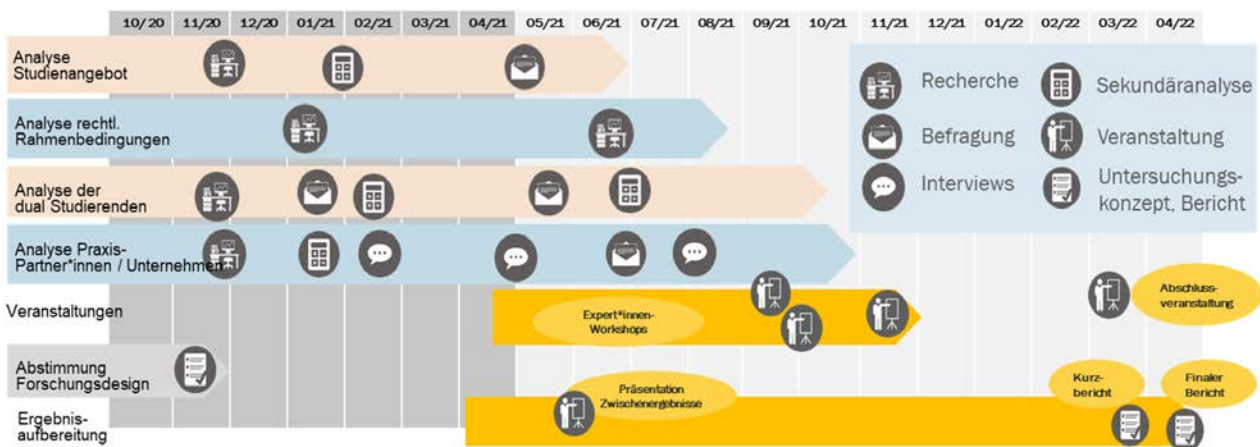 10/20 11/20 12/20 01/21 02/21 03/21 04/21 05/21 06/21 07/21 08/21 09/21 10/21 11/21 12/21 01/22 02/22 03/22 04/22
Analyse
Studienangebot
Analyse rechtl.
Rahmenbedingungen
Analyse der
dual Studierenden
Analyse Praxis-
Partner*innen / Unternehmen
Veranstaltungen
Expert*innen-
Workshops
Abschluss-
veranstaltung
Abstimmung
Forschungsdesign
Präsentation
Zwischenergebnisse
Kurz-
bericht
Finaler
Bericht
Ergebnis-
aufbereitung
Recherche
Sekundäranalyse
Befragung
Veranstaltung
Interviews
Untersuchungs-
konzept, Bericht